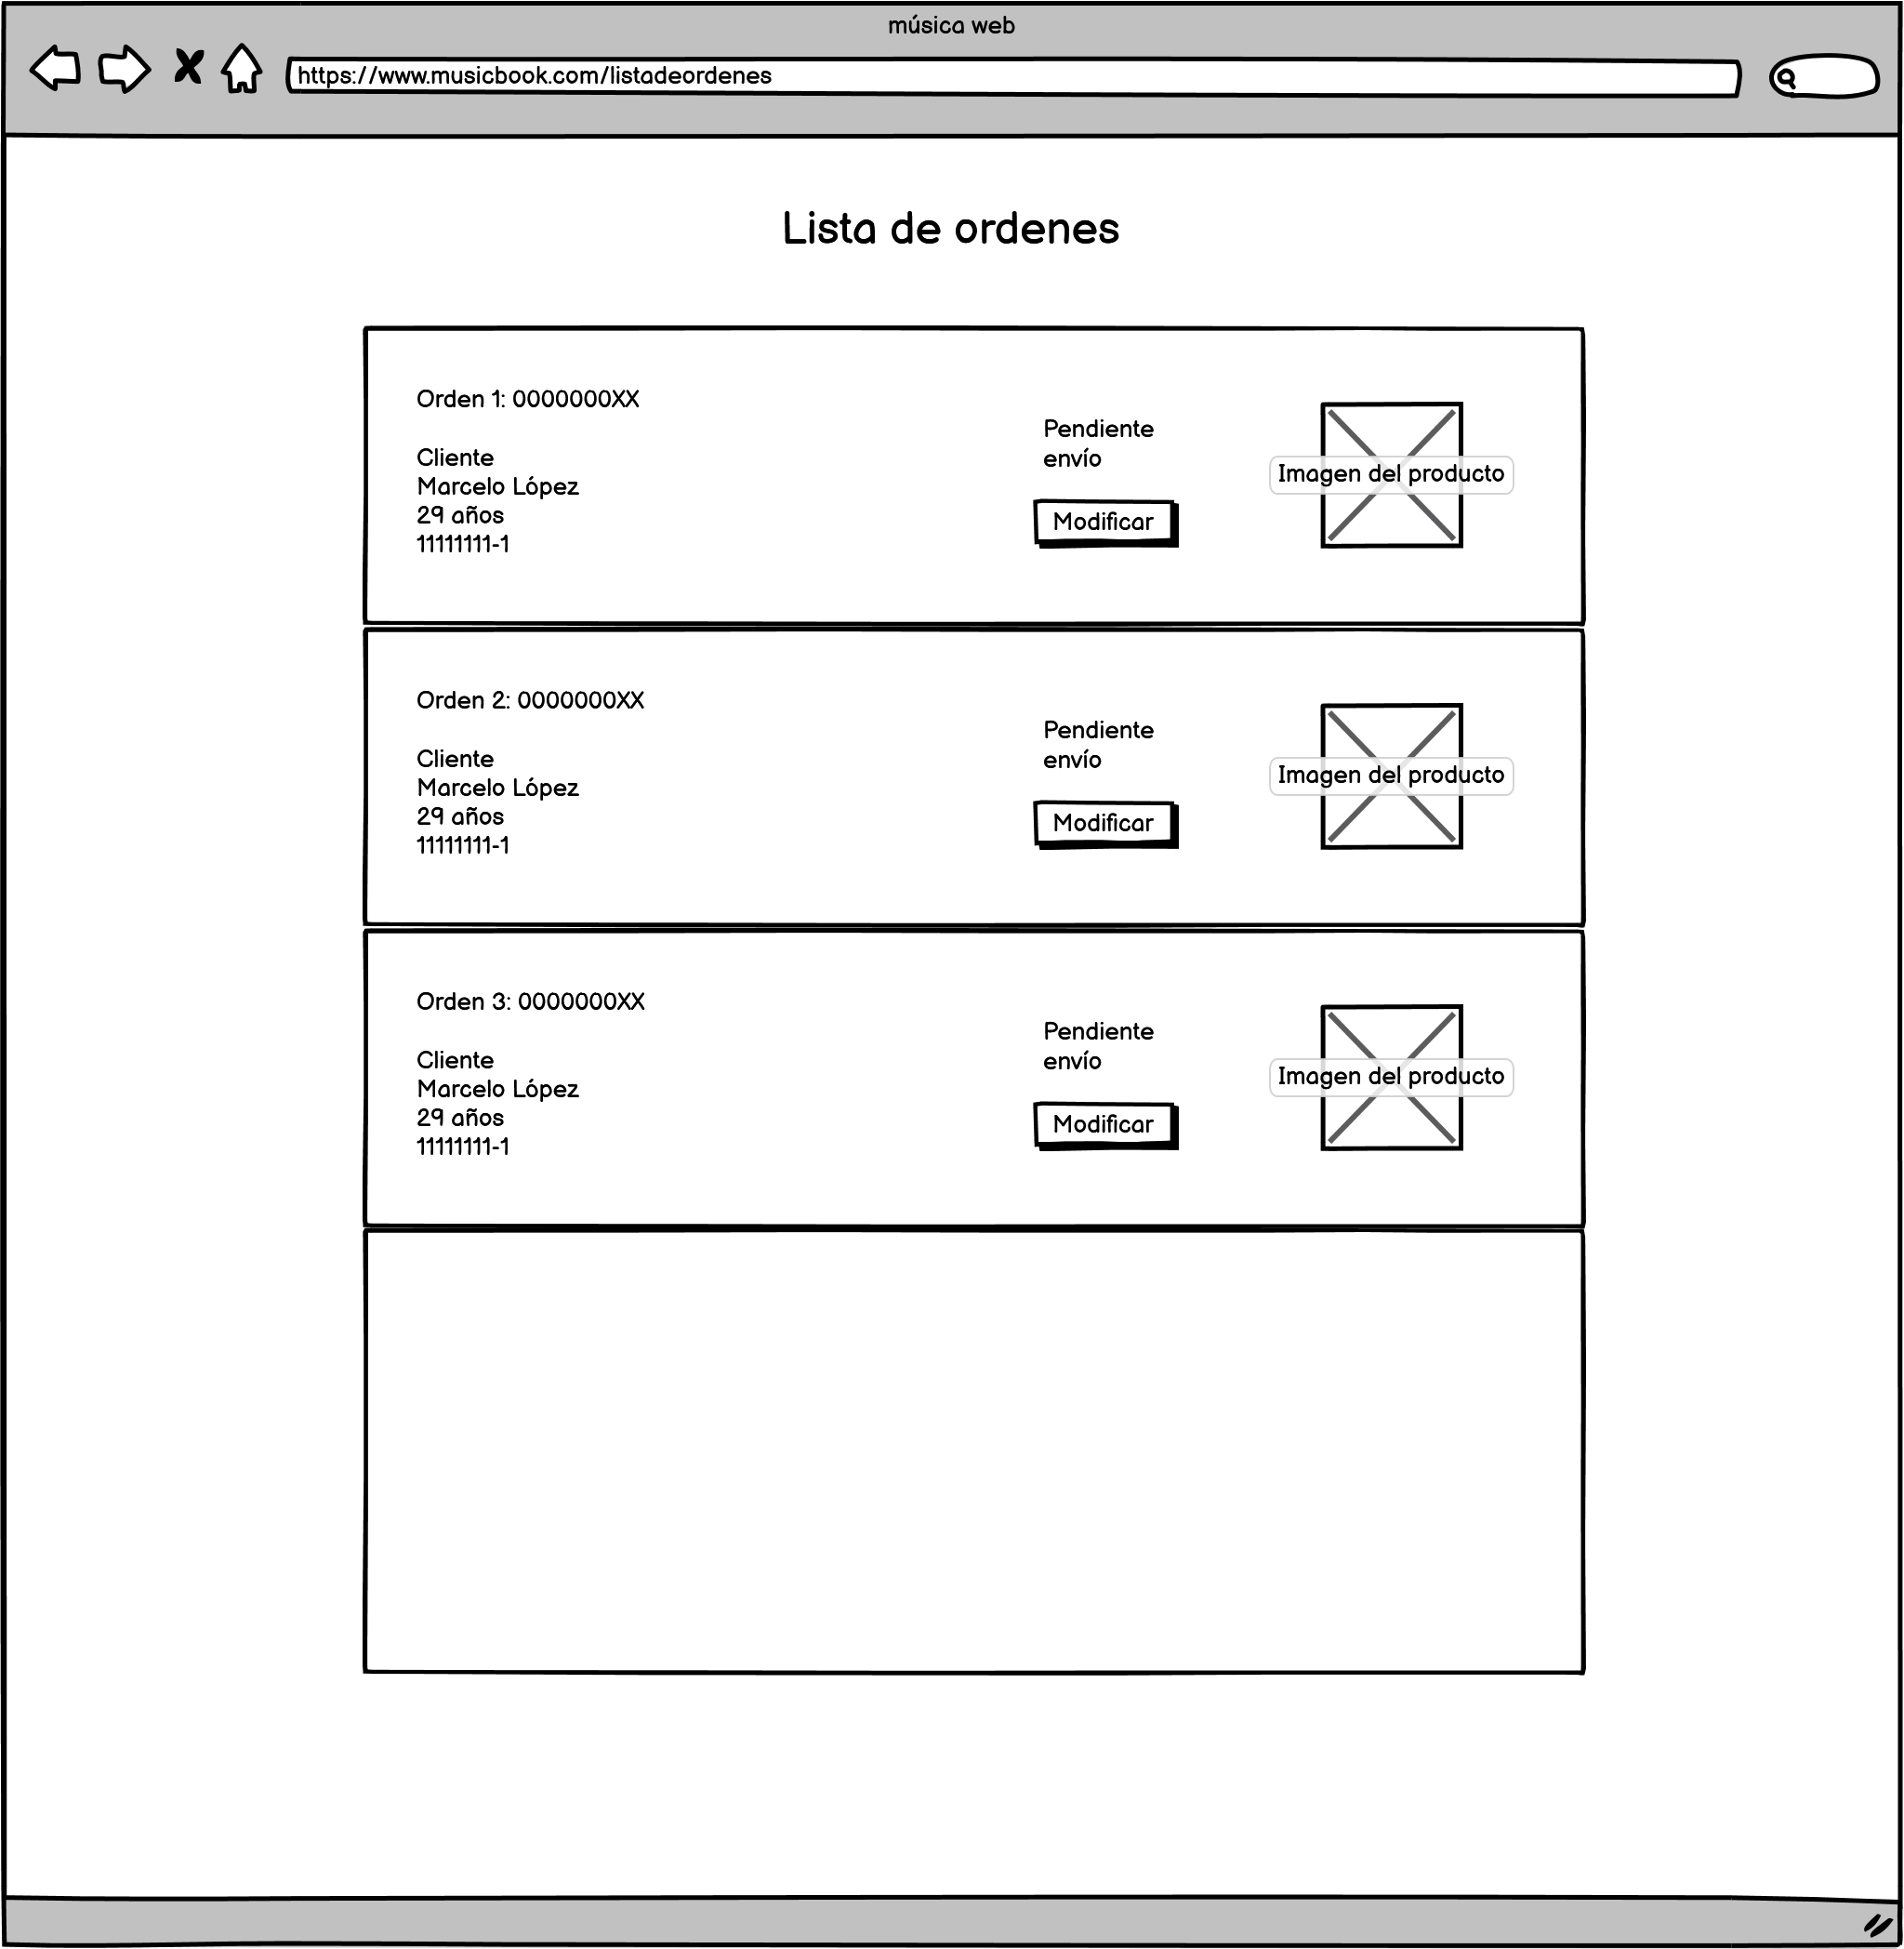 música web
https://www.musicbook.com/listadeordenes
Lista de ordenes
Orden 1: 0000000XX
Cliente
Marcelo López
29 años
11111111-1
Pendiente
envío
Modificar
Imagen del producto
Orden 2: 0000000XX
Cliente
Marcelo López
29 años
11111111-1
Pendiente
envío
Modificar
Imagen del producto
Orden 3: 0000000XX
Cliente
Marcelo López
29 años
11111111-1
Pendiente
envío
Modificar
Imagen del producto